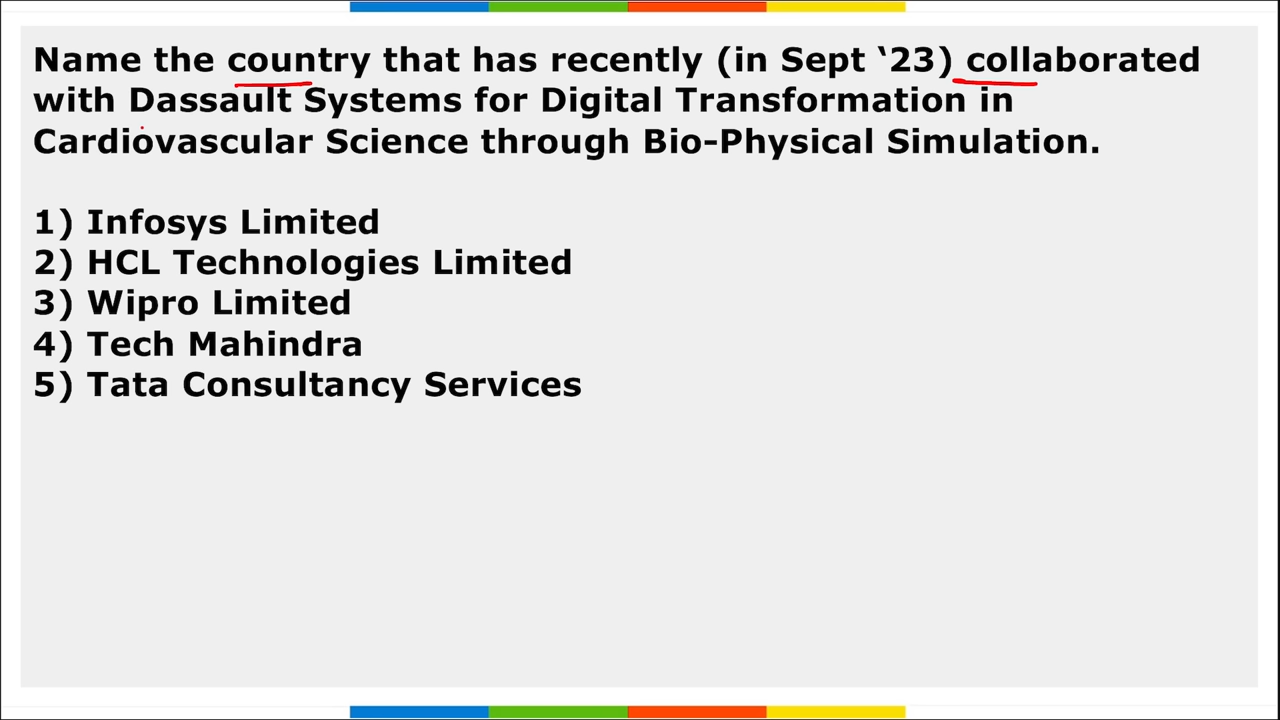 Name the country that has recently (in Sept ‘23) collaborated
with Dassault Systems for Digital Transformation in
Cardiovascular Science through Bio-Physical Simulation.
1) Infosys Limited
2) HCL Technologies Limited
3) Wipro Limited
4) Tech Mahindra
5) Tata Consultancy Services